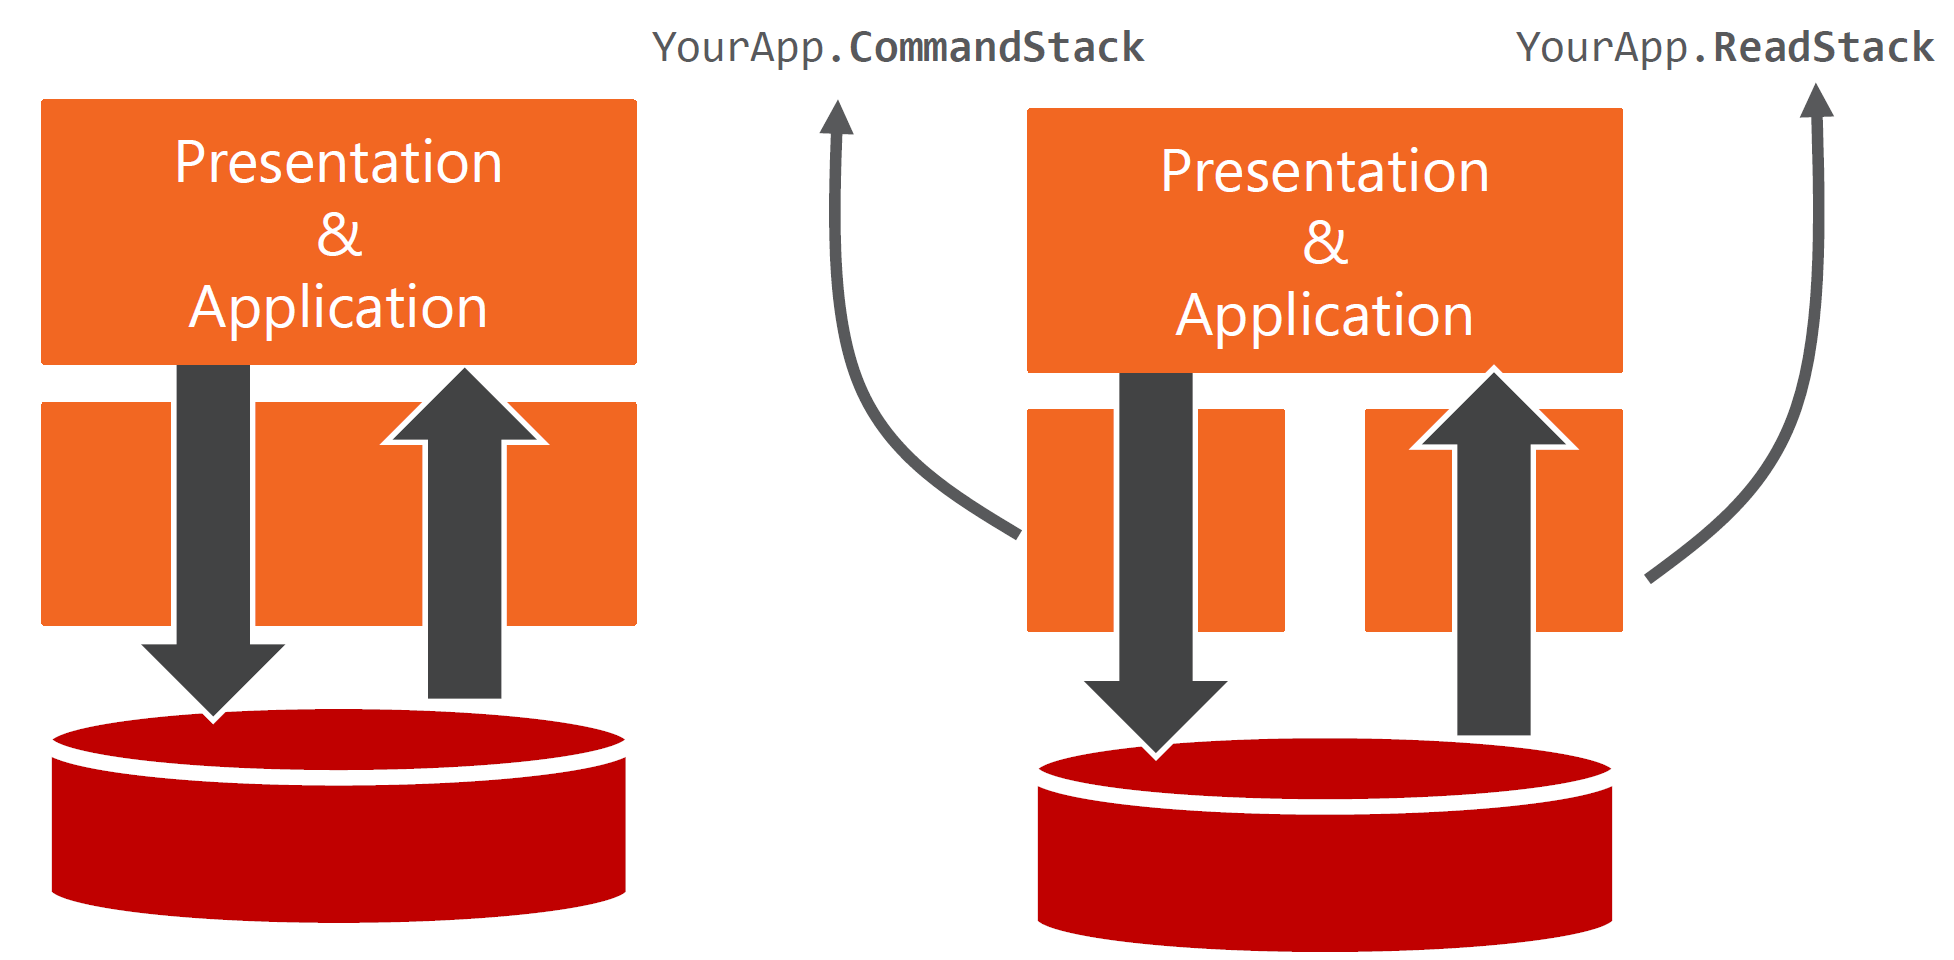 YourApp.CommandStack
YourApp.ReadStack
Presentation
&
Application
Presentation
&
Application